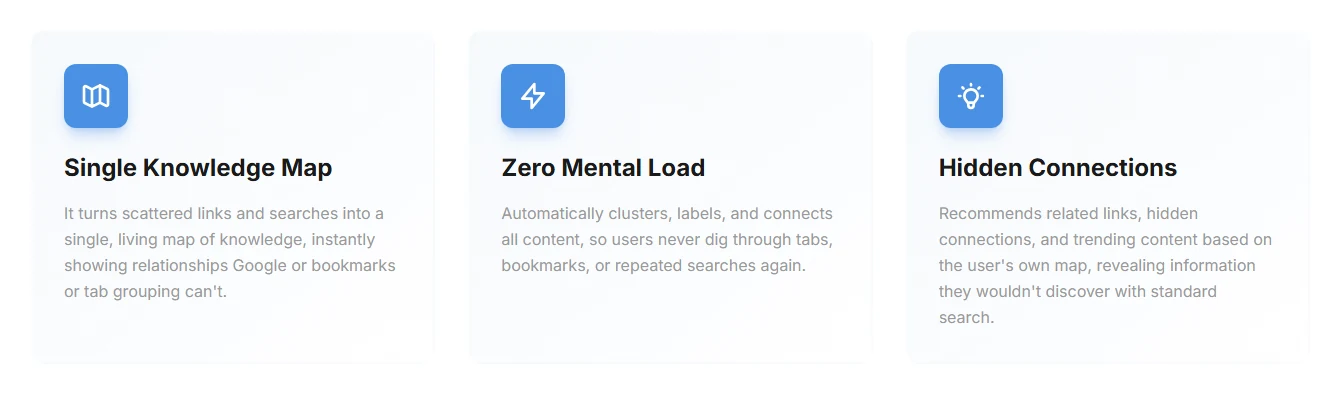 Single Knowledge Map
It turns scattered links and searches into a
single, living map of knowledge, instantly
showing relationships Google or bookmarks
or tab grouping can't.
Zero Mental Load
Automatically clusters, labels, and connects
all content, so users never dig through tabs,
bookmarks, or repeated searches again.
Hidden Connections
Recommends related links, hidden
connections, and trending content based on
the user's own map, revealing information
they wouldn't discover with standard
search.